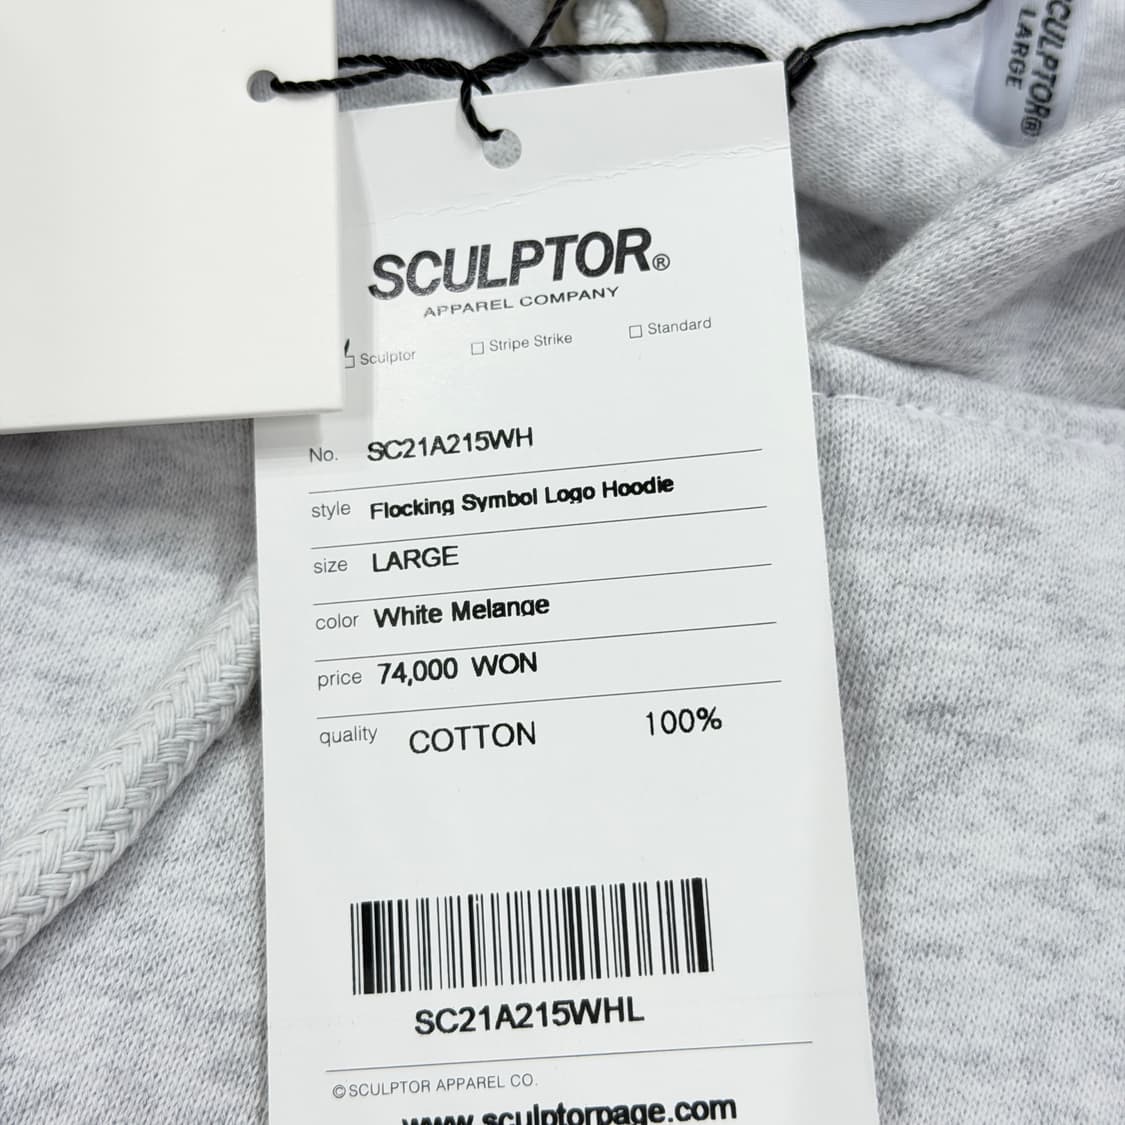 SCULPTOR®
LARGE
SCULPTOR®
APPAREL COMPANY
Sculptor
Stripe Strike
Standard
No. SC21A215WH
style Flocking Symbol Logo Hoodie
size LARGE
color White Melange
price 74,000 WON
quality COTTON 100%
SC21A215WHL
©SCULPTOR APPAREL CO.
www.sculptorpage.com